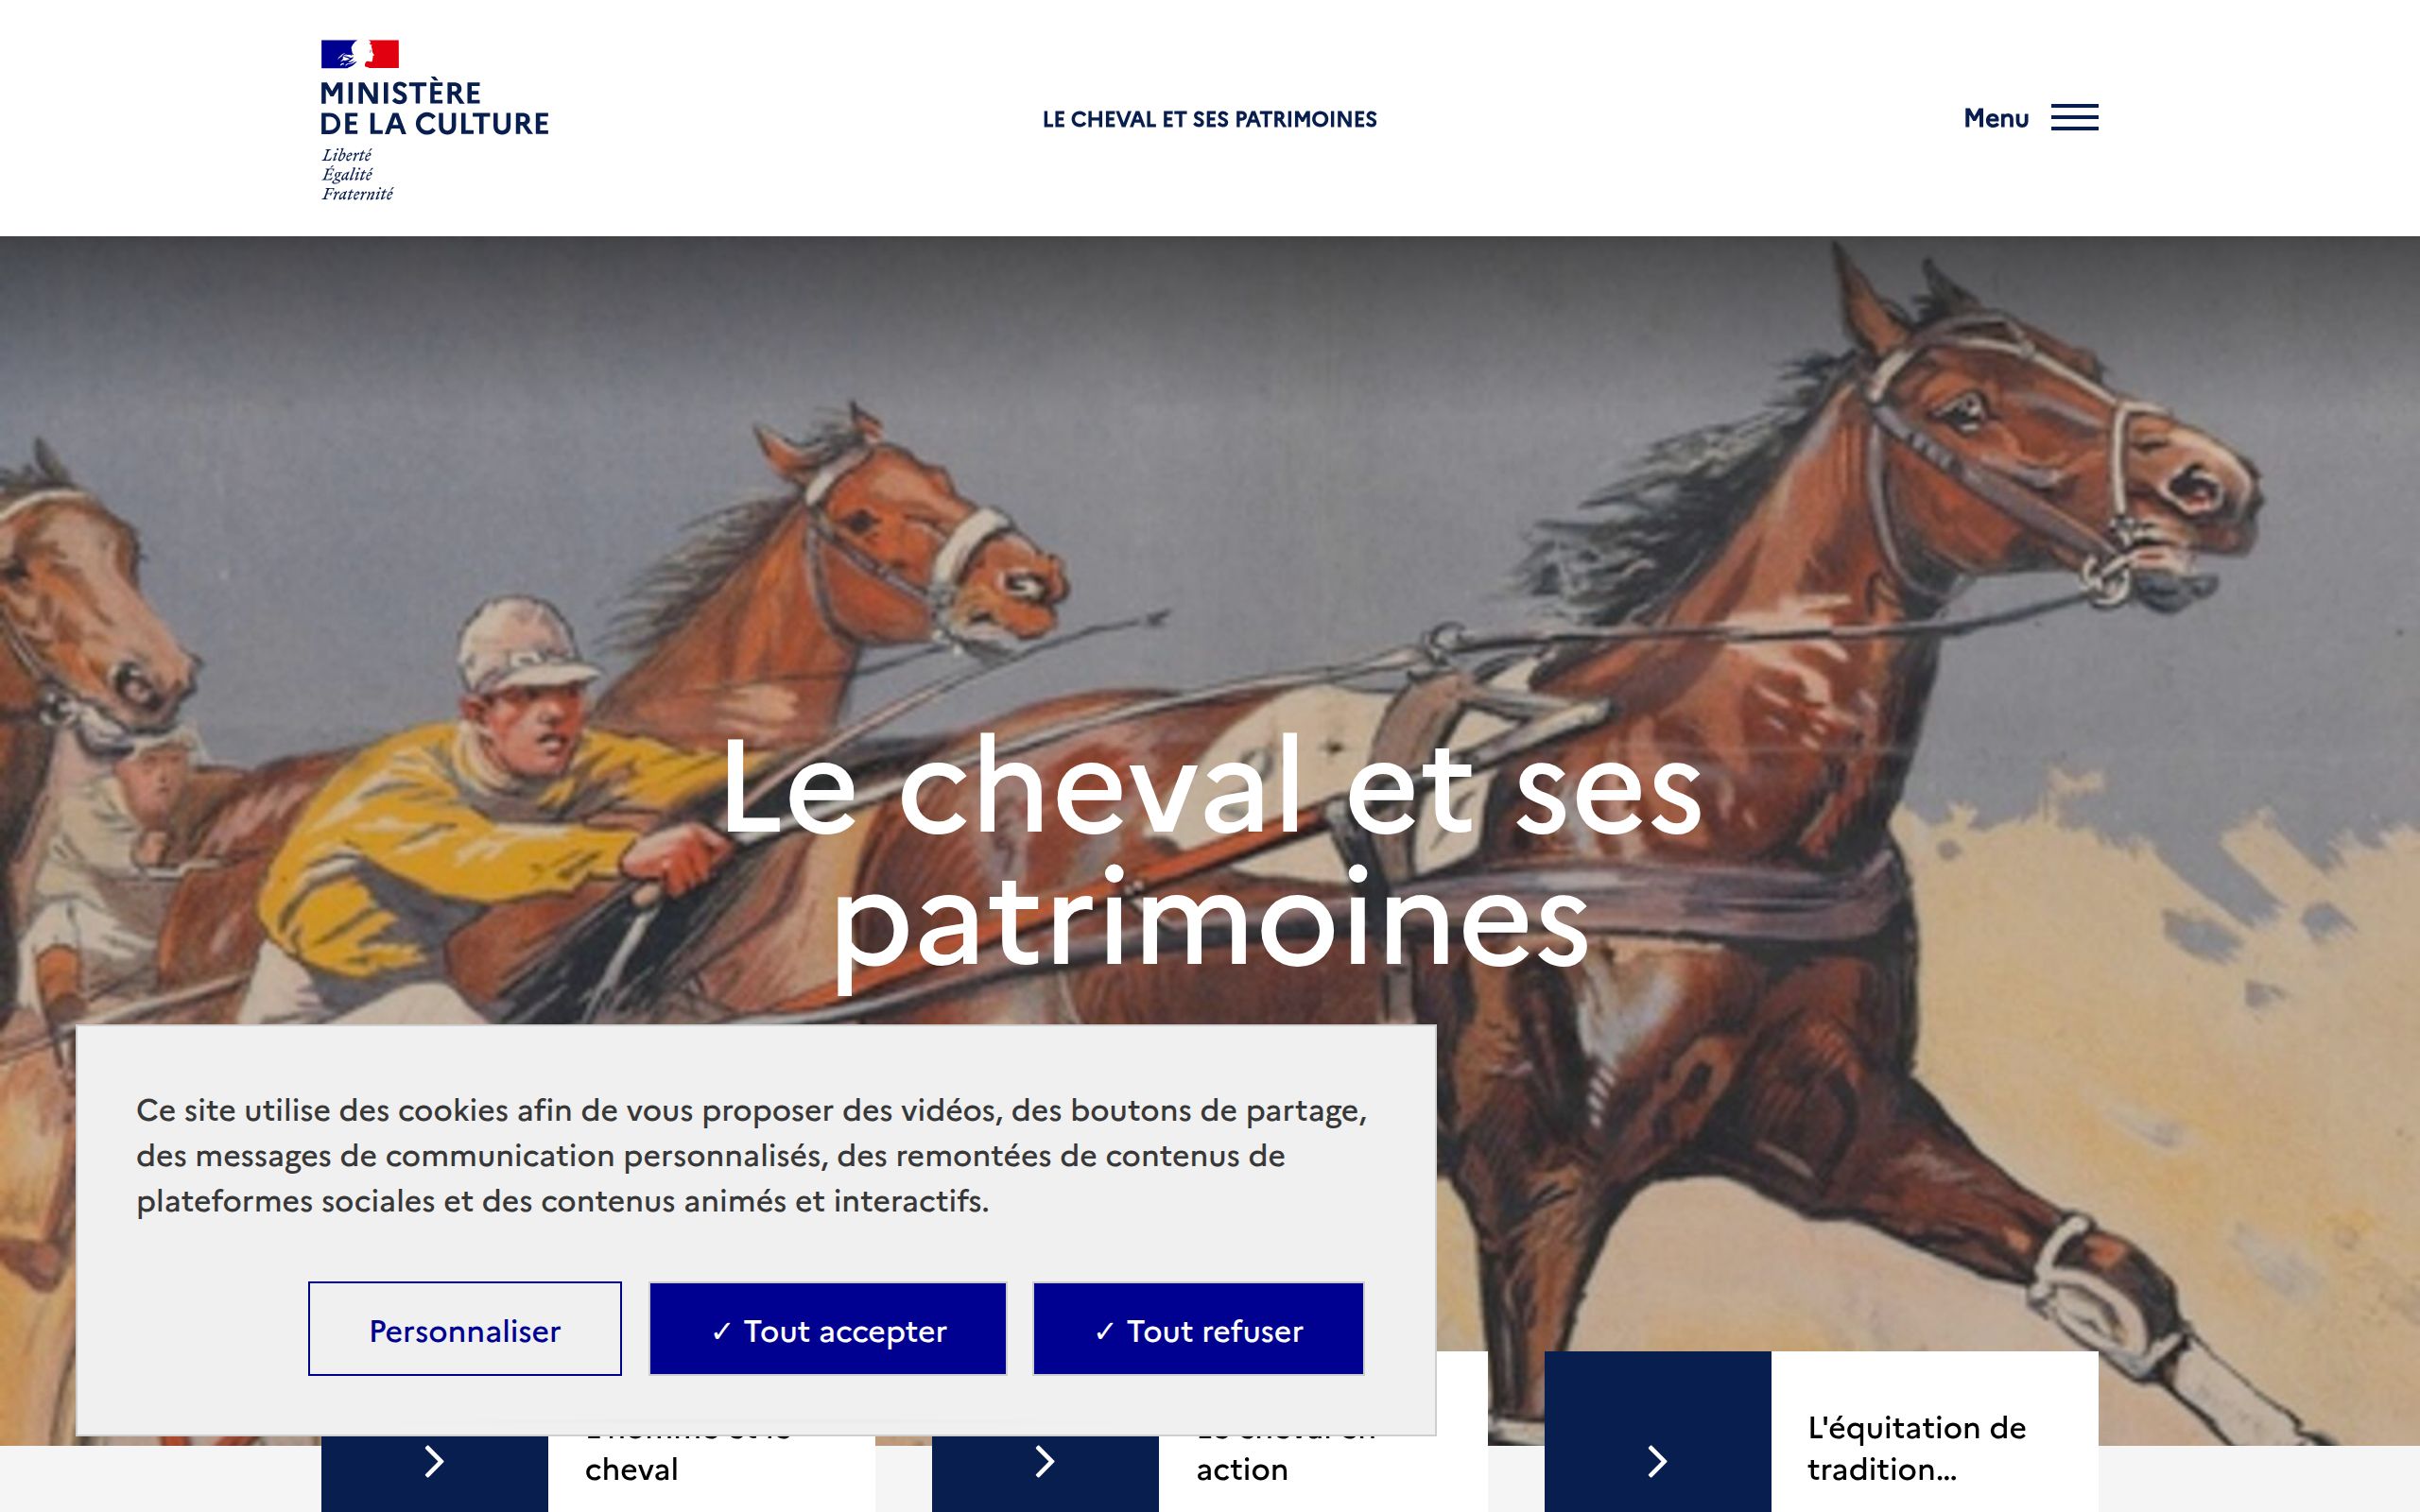 MINISTÈRE
DE LA CULTURE
Liberté
Égalité
Fraternité
LE CHEVAL ET SES PATRIMOINES
Menu
Le cheval et ses
patrimoines
Ce site utilise des cookies afin de vous proposer des vidéos, des boutons de partage,
des messages de communication personnalisés, des remontées de contenus de
plateformes sociales et des contenus animés et interactifs.
Personnaliser
✓ Tout accepter
✓ Tout refuser
cheval
action
L'équitation de
tradition...